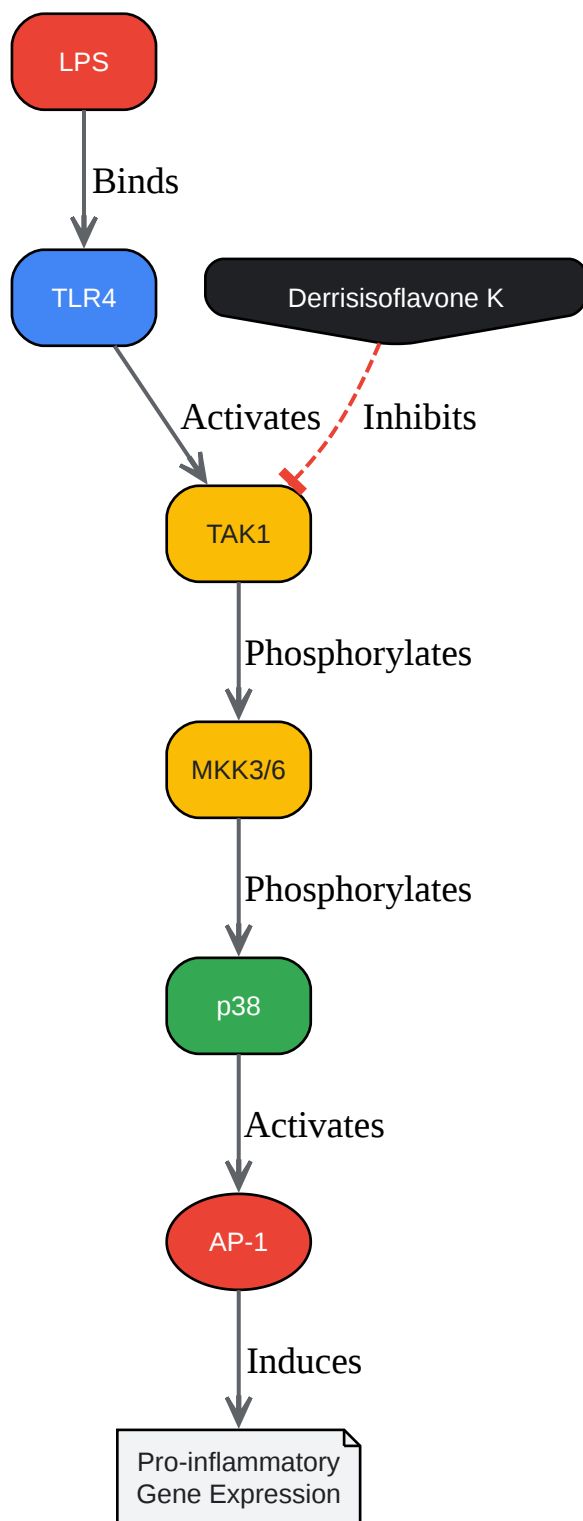 LPS
Binds
TLR4
Derrisisoflavone K
Activates
Inhibits
TAK1
Phosphorylates
MKK3/6
Phosphorylates
p38
Activates
AP-1
Induces
Pro-inflammatory
Gene Expression